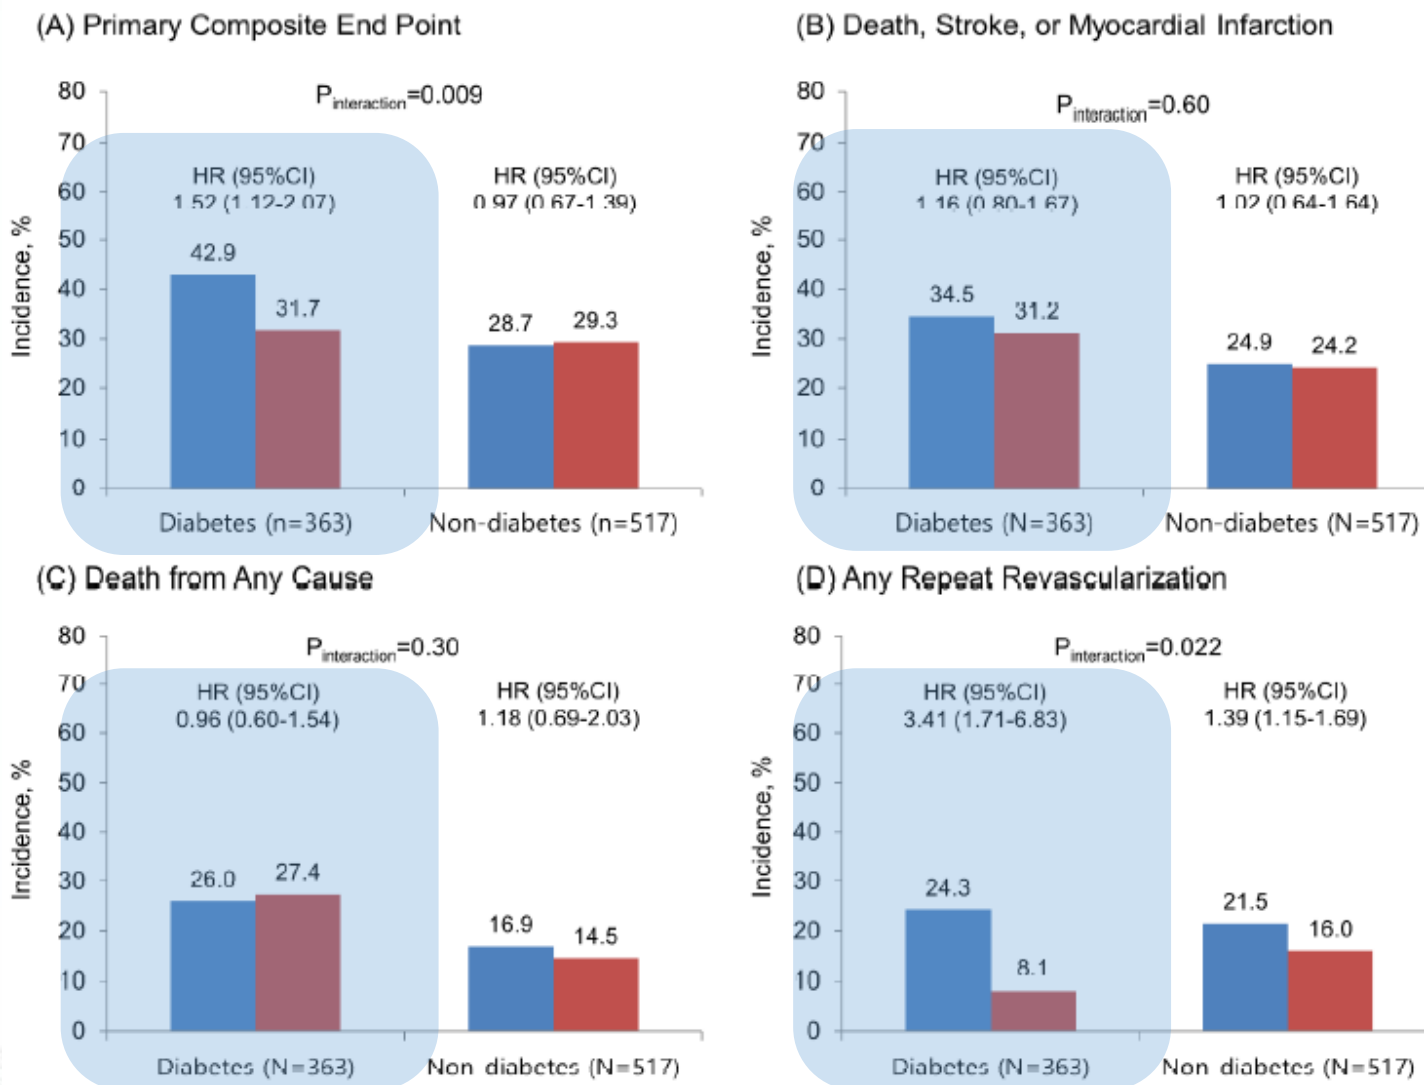 (A) Primary Composite End Point
80
70
60
50
40
30
20
10
0
Incidence, %
Pinteraction=0.009
HR (95%CI)
1.52 (1.12-2.07)
HR (95%CI)
0.97 (0.67-1.39)
42.9
31.7
28.7
29.3
Diabetes (n=363)
Non-diabetes (n=517)
(B) Death, Stroke, or Myocardial Infarction
80
70
60
50
40
30
20
10
0
Incidence, %
Pinteraction=0.60
HR (95%CI)
1.16 (0.80-1.67)
HR (95%CI)
1.02 (0.64-1.64)
34.5
31.2
24.9
24.2
Diabetes (N=363)
Non-diabetes (N=517)
(C) Death from Any Cause
80
70
60
50
40
30
20
10
0
Incidence, %
Pinteraction=0.30
HR (95%CI)
0.96 (0.60-1.54)
HR (95%CI)
1.18 (0.69-2.03)
26.0
27.4
16.9
14.5
Diabetes (N=363)
Non diabetes (N=517)
(D) Any Repeat Revascularization
80
70
60
50
40
30
20
10
0
Incidence, %
Pinteraction=0.022
HR (95%CI)
3.41 (1.71-6.83)
HR (95%CI)
1.39 (1.15-1.69)
24.3
8.1
21.5
16.0
Diabetes (N=363)
Non diabetes (N=517)